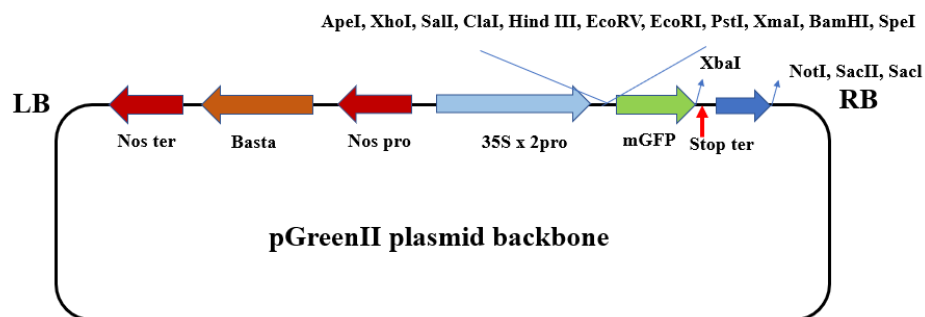 ApeI, XhoI, SalI, ClaI, Hind III, EcoRV, EcoRI, PstI, XmaI, BamHI, SpeI
XbaI
NotI, SacII, SacI
LB
RB
Nos ter
Basta
Nos pro
35S x 2pro
mGFP
Stop ter
pGreenII plasmid backbone